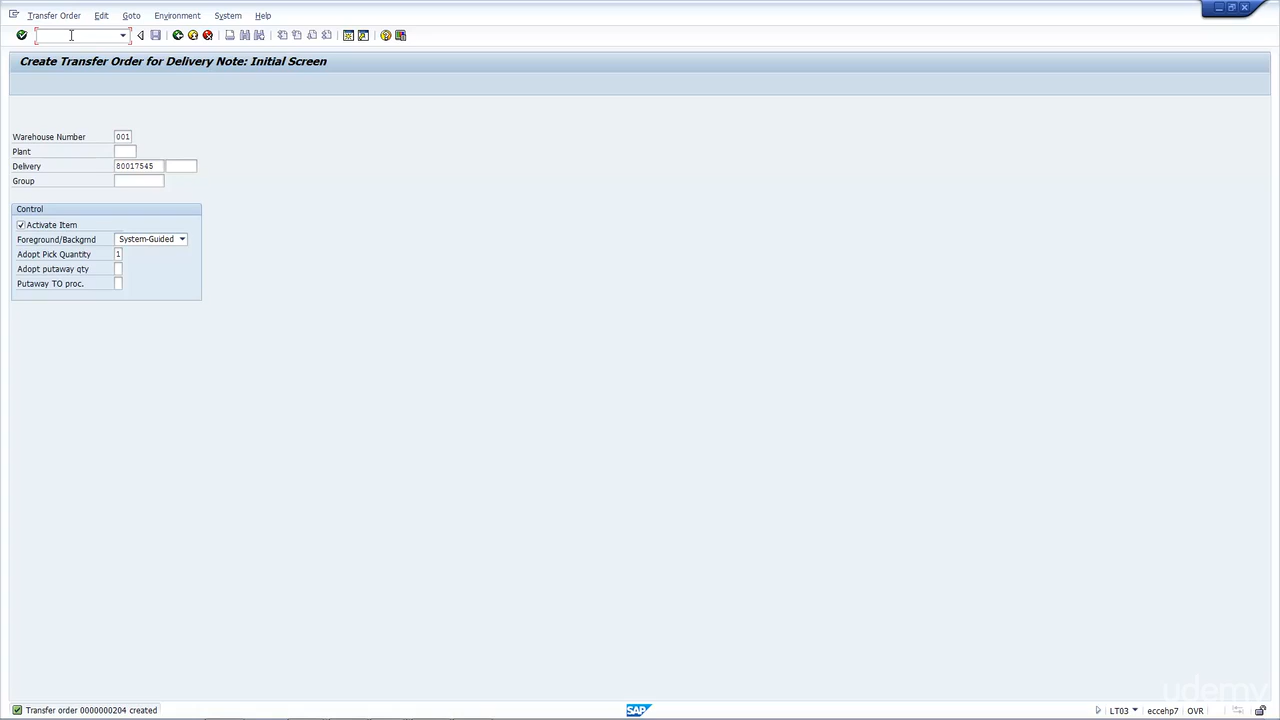 Transfer Order Edit Goto Environment System Help
Create Transfer Order for Delivery Note: Initial Screen
Warehouse Number 001
Plant
Delivery 80017545
Group
Control
Activate Item
Foreground/Backgrnd System-Guided
Adopt Pick Quantity 1
Adopt putaway qty
Putaway TO proc.
udemy
Transfer order 0000000204 created SAP LT03 eccehp7 OVR